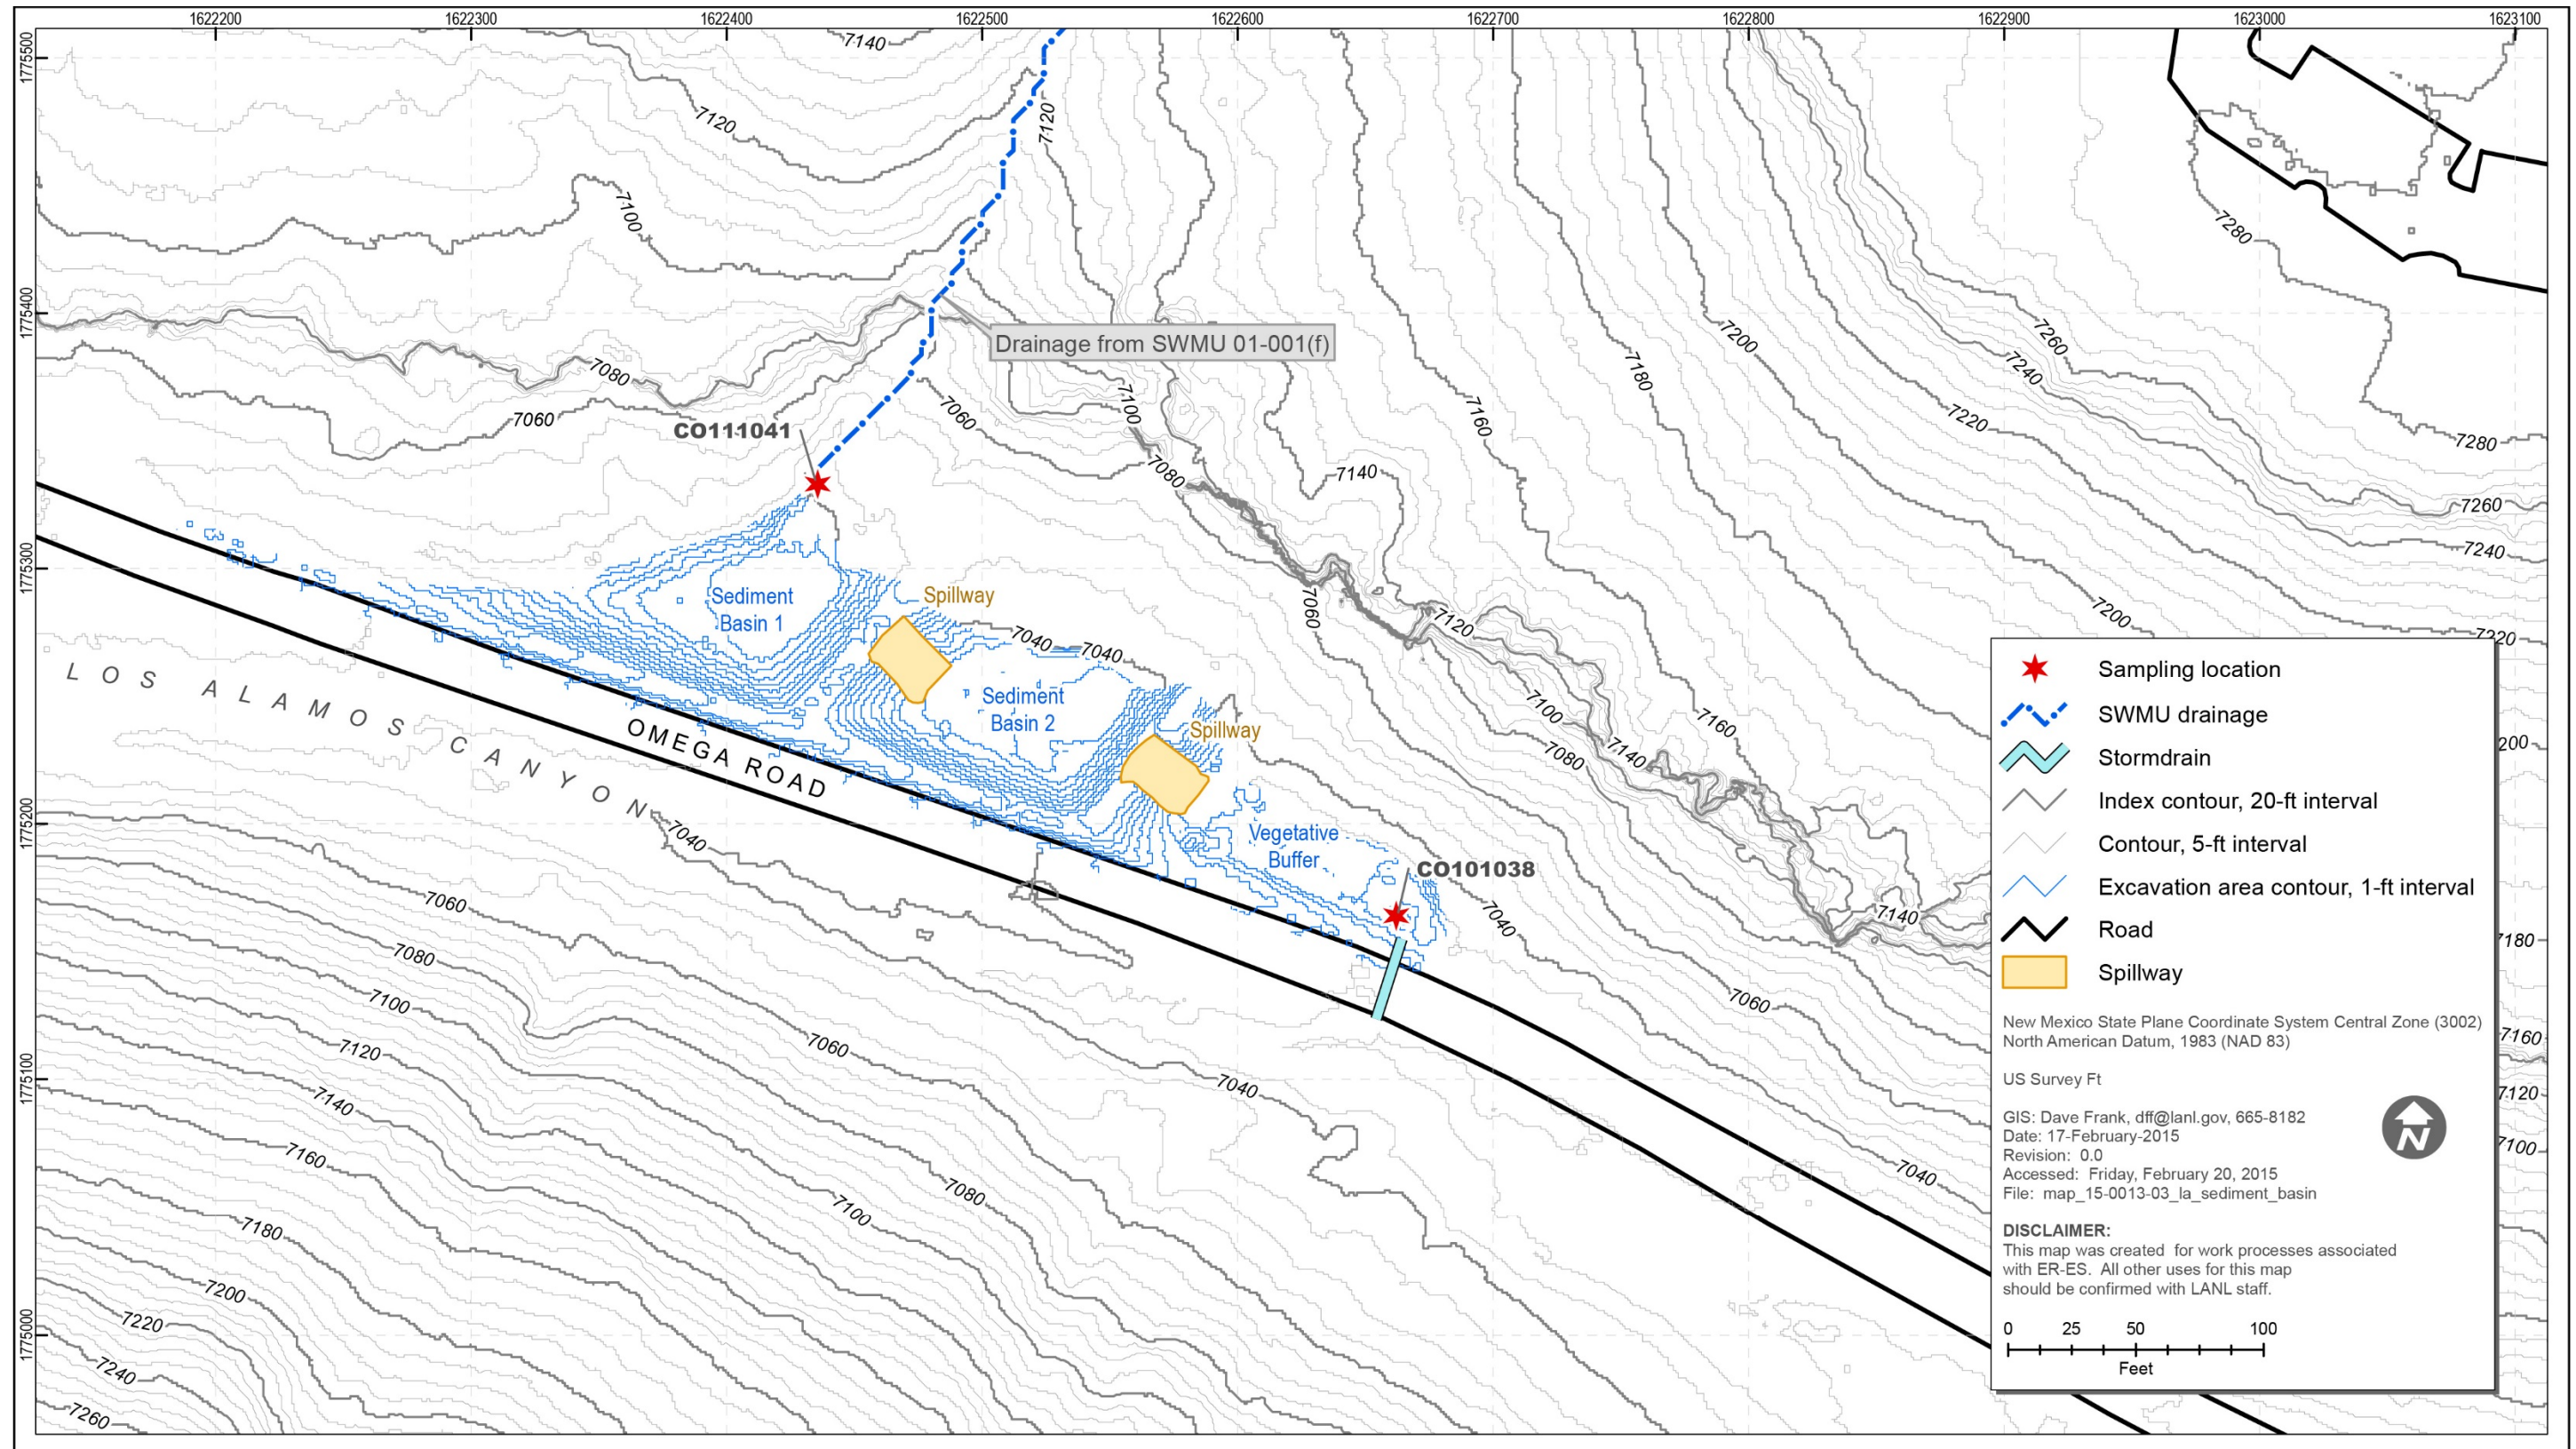 1622200 1622300 1622400 1622500 1622600 1622700 1622800 1622900 1623000 1623100
1775500
1775400
1775300
1775200
1775100
1775000
7140
7120
7120
7100
7280
Drainage from SWMU 01-001(f)
7200
7260
7180
7240
7080
7100
7060
7060
7160
7220
CO111041
7080
7140
7280
7260
7240
Sediment
Basin 1
Spillway
7060
7120
7200
7220
7040
7040
Sediment
Basin 2
Spillway
7100
7160
7080
7140
200
LOS ALAMOS CANYON
OMEGA ROAD
7040
Vegetative
Buffer
CO101038
7060
7040
7140
7180
7080
7100
7060
7120
7060
7040
7160
7140
7120
7160
7100
7080
7040
7180
7100
7200
7220
7240
7260
Sampling location
SWMU drainage
Stormdrain
Index contour, 20-ft interval
Contour, 5-ft interval
Excavation area contour, 1-ft interval
Road
Spillway
New Mexico State Plane Coordinate System Central Zone (3002)
North American Datum, 1983 (NAD 83)
US Survey Ft
GIS: Dave Frank, dff@lanl.gov, 665-8182
Date: 17-February-2015
Revision: 0.0
Accessed: Friday, February 20, 2015
File: map_15-0013-03_la_sediment_basin
N
DISCLAIMER:
This map was created for work processes associated
with ER-ES. All other uses for this map
should be confirmed with LANL staff.
0 25 50 100
Feet